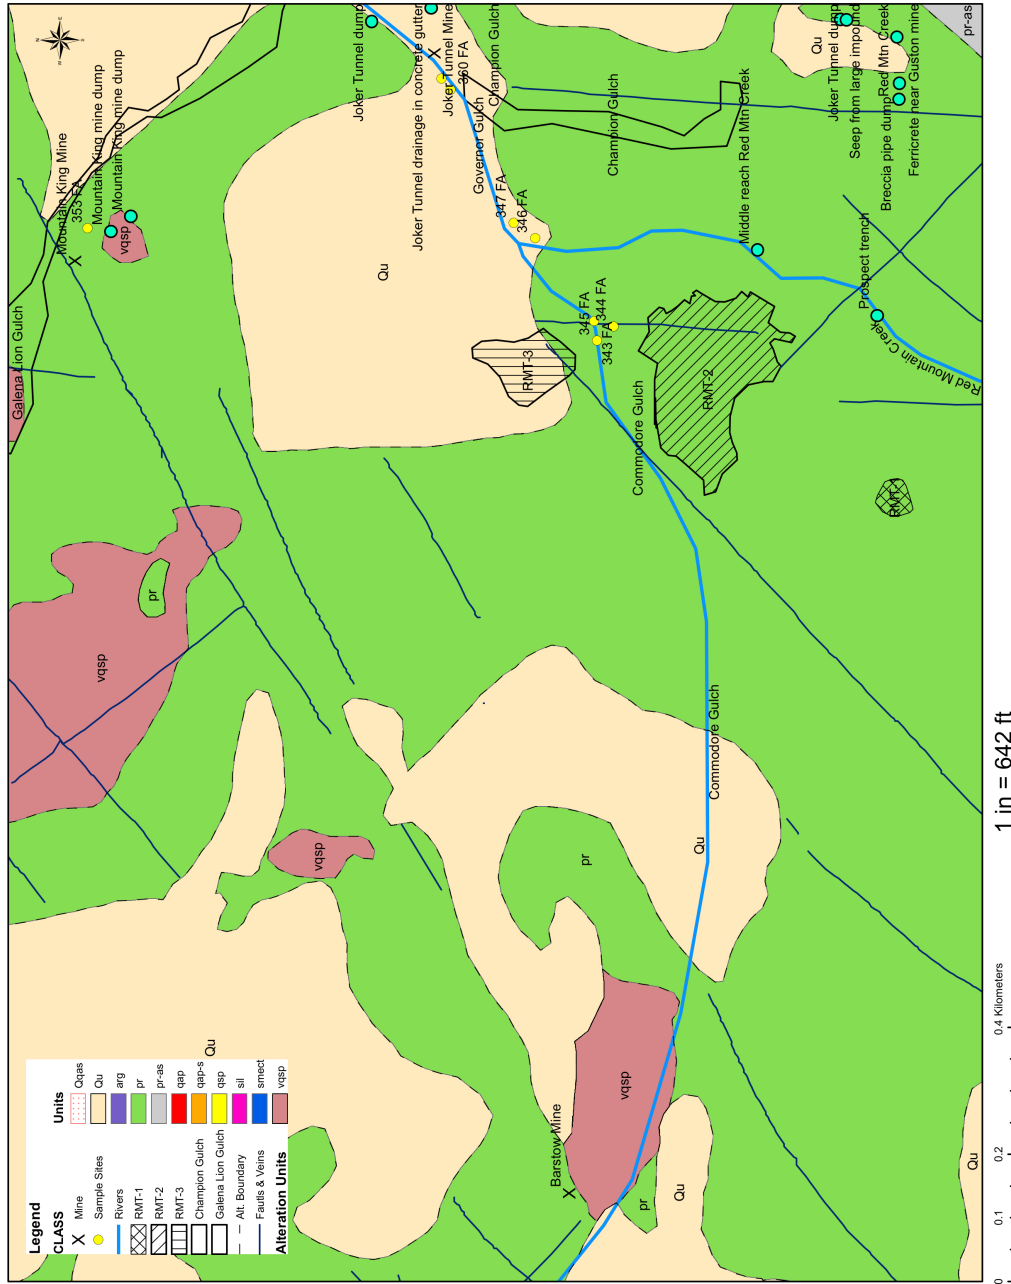 Legend
CLASS
Mine
Sample Sites
Rivers
RMT-1
RMT-2
RMT-3
Champion Gulch
Galena Lion Gulch
Alt. Boundary
Fautls & Veins
Alteration Units
Units
Qqas
Qu
arg
pr
pr-as
qap
qap-s
qsp
sil
smect
vqsp
Galena Lion Gulch
Mountain King Mine
353 FA
Mountain King mine dump
Mountain King mine dump
vqsp
Joker Tunnel dump
Joker Tunnel drainage in concrete gutter
Joker Tunnel Mine
Champion Gulch
Governor Gulch
347 FA
346 FA
345 FA
344 FA
343 FA
Champion Gulch
Middle reach Red Mtn Creek
Joker Tunnel dump
Seep from large impound
Breccia pipe dump
Red Mtn Creek
Ferricrete near Guston mine
pr-as
Qu
Prospect trench
Red Mountain Creek
Qu
RMT-3
RMT-2
RMT-
Commodore Gulch
Commodore Gulch
vqsp
pr
vqsp
pr
Qu
Qu
Barstow Mine
vqsp
pr
Qu
Qu
0 0.1 0.2 0.4 Kilometers
1 in = 642 ft